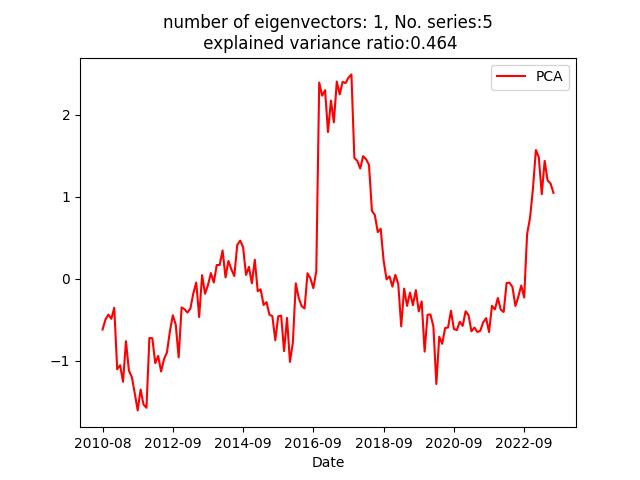 number of eigenvectors: 1, No. series:5
explained variance ratio:0.464
PCA
2
1
0
−1
2010-08 2012-09 2014-09 2016-09 2018-09 2020-09 2022-09
Date